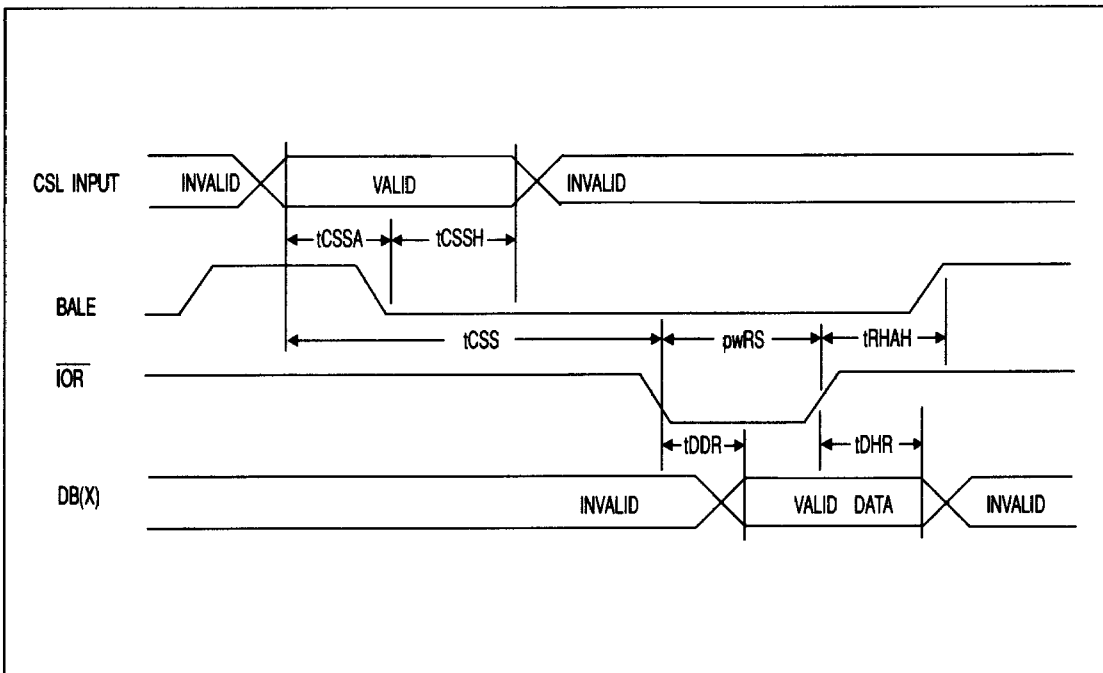 CSL INPUT INVALID VALID INVALID
tCSSA tCSSH
BALE
tCSS pwRS tRHAH
IOR
tDDR tDHR
DB(X) INVALID VALID DATA INVALID